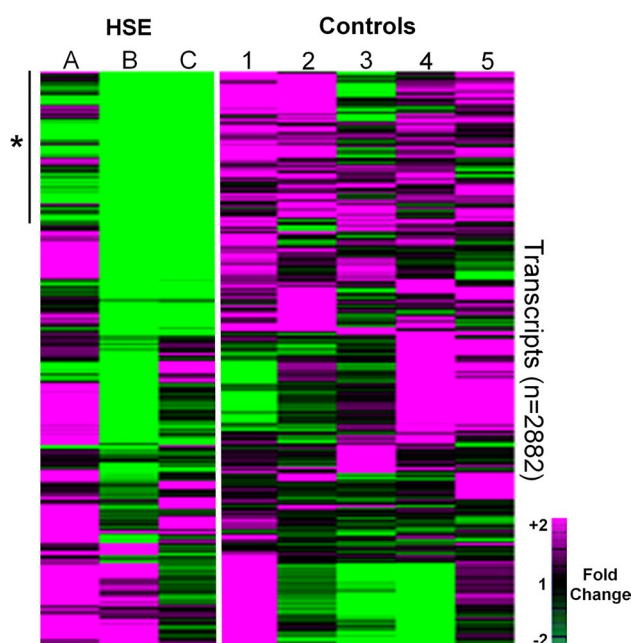 HSE Controls
A B C 1 2 3 4 5
*
Transcripts (n=2882)
+2
1
-2
Fold
Change